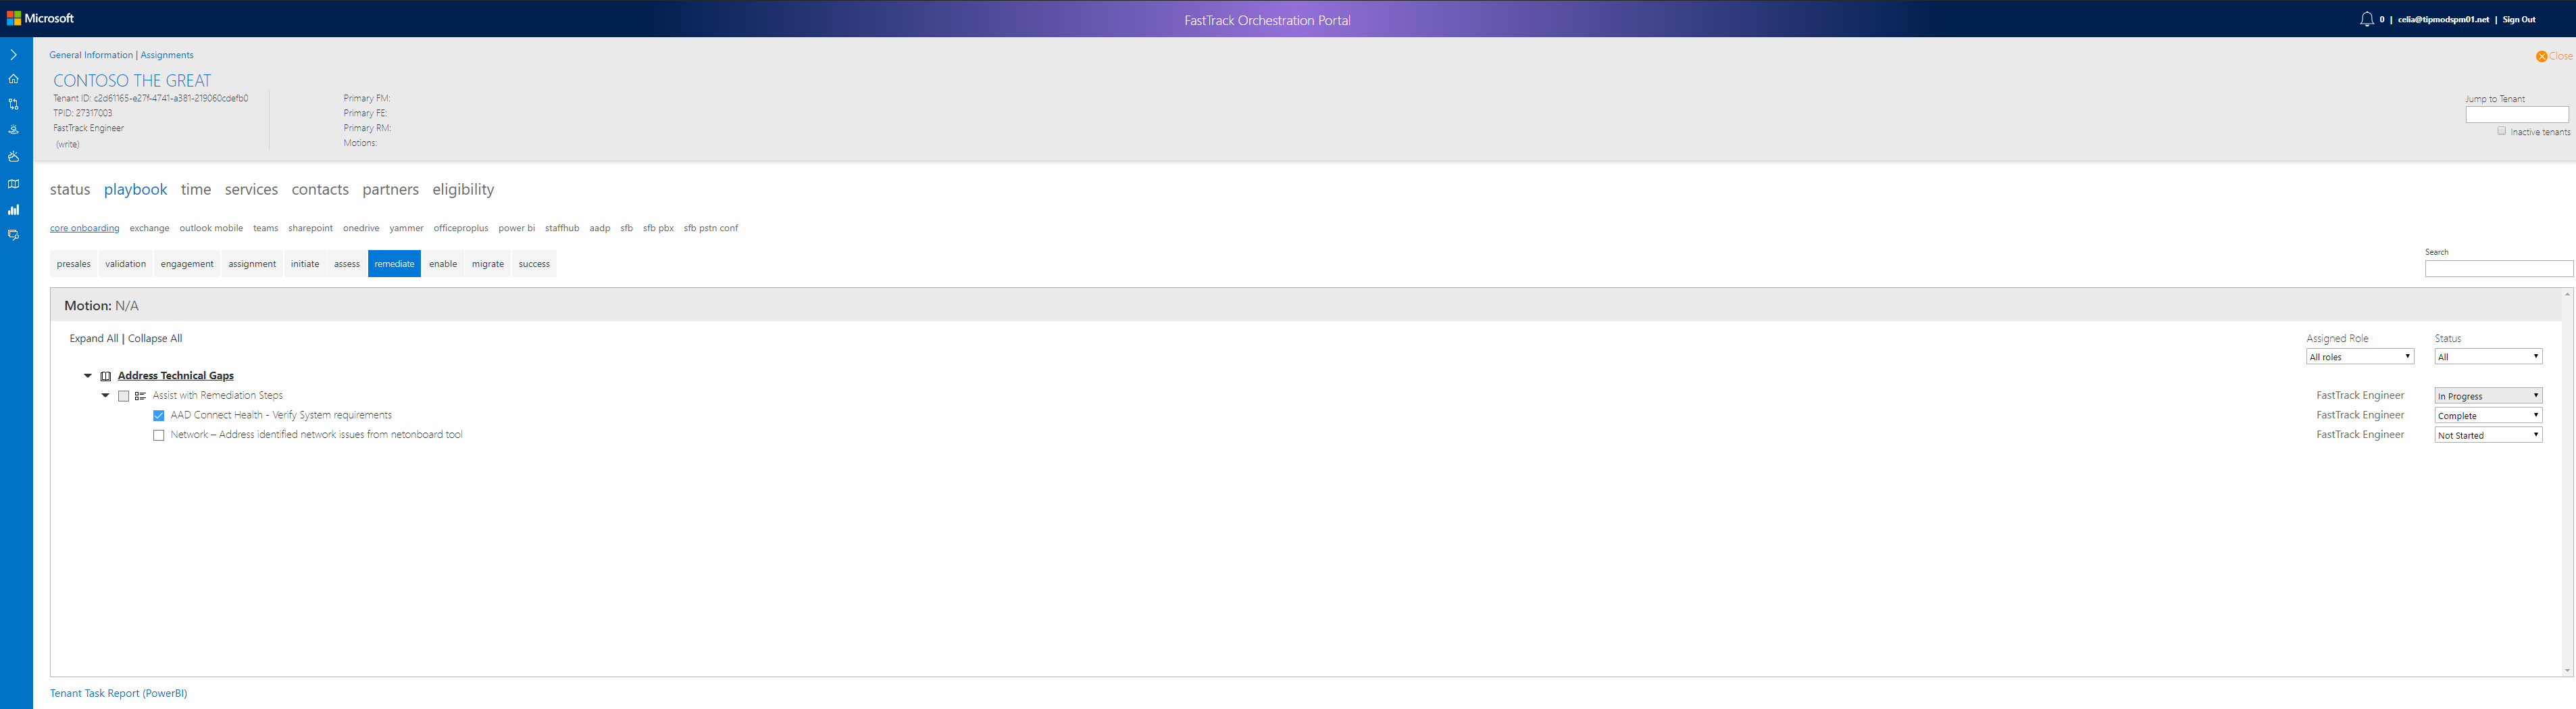 Microsoft
FastTrack Orchestration Portal
0 | celia@tipmodspm01.net | Sign Out
General Information | Assignments
Close
CONTOSO THE GREAT
Tenant ID: c2d61165-e27f-4741-a381-219060cdefb0
TPID: 27317003
FastTrack Engineer
(write)
Primary FM:
Primary FE:
Primary RM:
Motions:
Jump to Tenant
Inactive tenants
status playbook time services contacts partners eligibility
core onboarding exchange outlook mobile teams sharepoint onedrive yammer officeproplus power bi staffhub aadp sfb sfb pbx sfb pstn conf
presales validation engagement assignment initiate assess remediate enable migrate success
Search
Motion: N/A
Expand All | Collapse All
Assigned Role Status
All roles All
Address Technical Gaps
Assist with Remediation Steps FastTrack Engineer In Progress
AAD Connect Health - Verify System requirements FastTrack Engineer Complete
Network – Address identified network issues from netonboard tool FastTrack Engineer Not Started
Tenant Task Report (PowerBI)